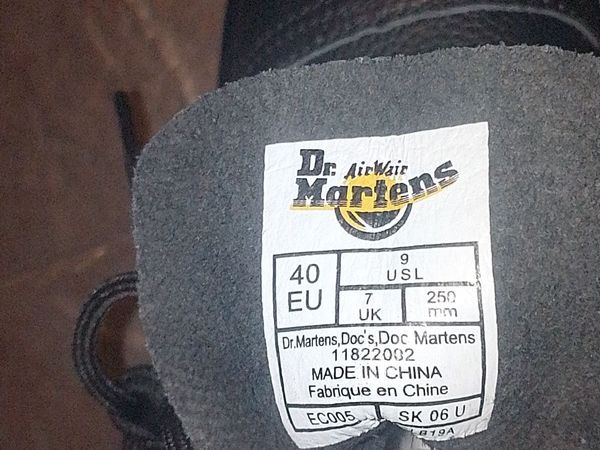 Dr. AirWair
Martens
40 EU
9 USL
7 UK
250 mm
Dr.Martens,Doc's,Doc Martens
11822002
MADE IN CHINA
Fabrique en Chine
EC005
SK 06 U